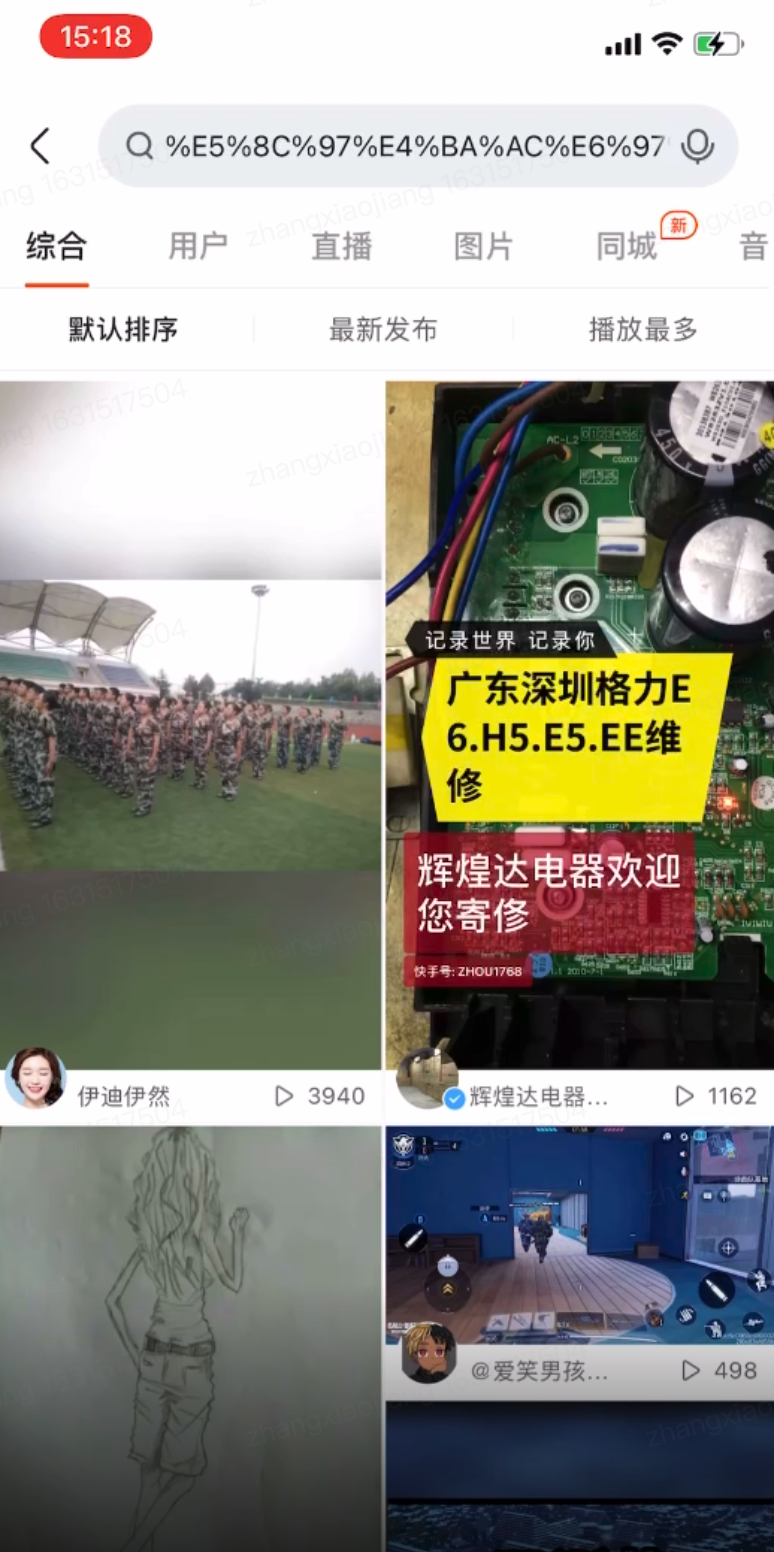 15:18
%E5%8C%97%E4%BA%AC%E6%97
综合 用户 直播 图片 同城 新 音
默认排序 最新发布 播放最多
zhangxiaojiang 1631517504
AC-L2
记录世界 记录你
广东深圳格力E
6.H5.E5.EE维
修
辉煌达电器欢迎
您寄修
快手号: ZHOU1768
伊迪伊然 3940
辉煌达电器... 1162
@爱笑男孩... 498